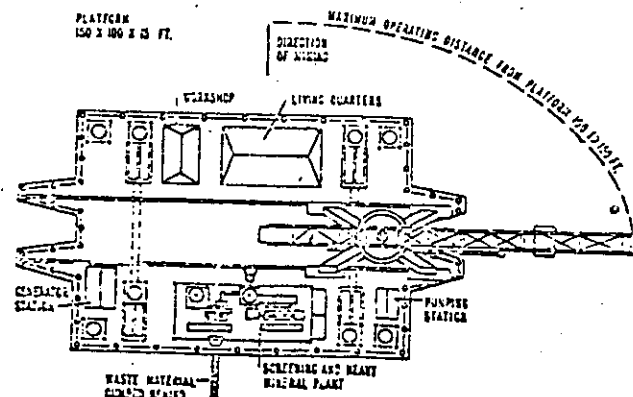 PLATFORM
150 X 100 X 15 FT.
DIRECTION
OF MINING
MAXIMUM OPERATING DISTANCE FROM PLATFORM FT.
WORKSHOP
LIVING QUARTERS
GENERATOR
STATION
PUMPING
STATION
WASTE MATERIAL
SCREENING AND HEAVY
MINERAL PLANT